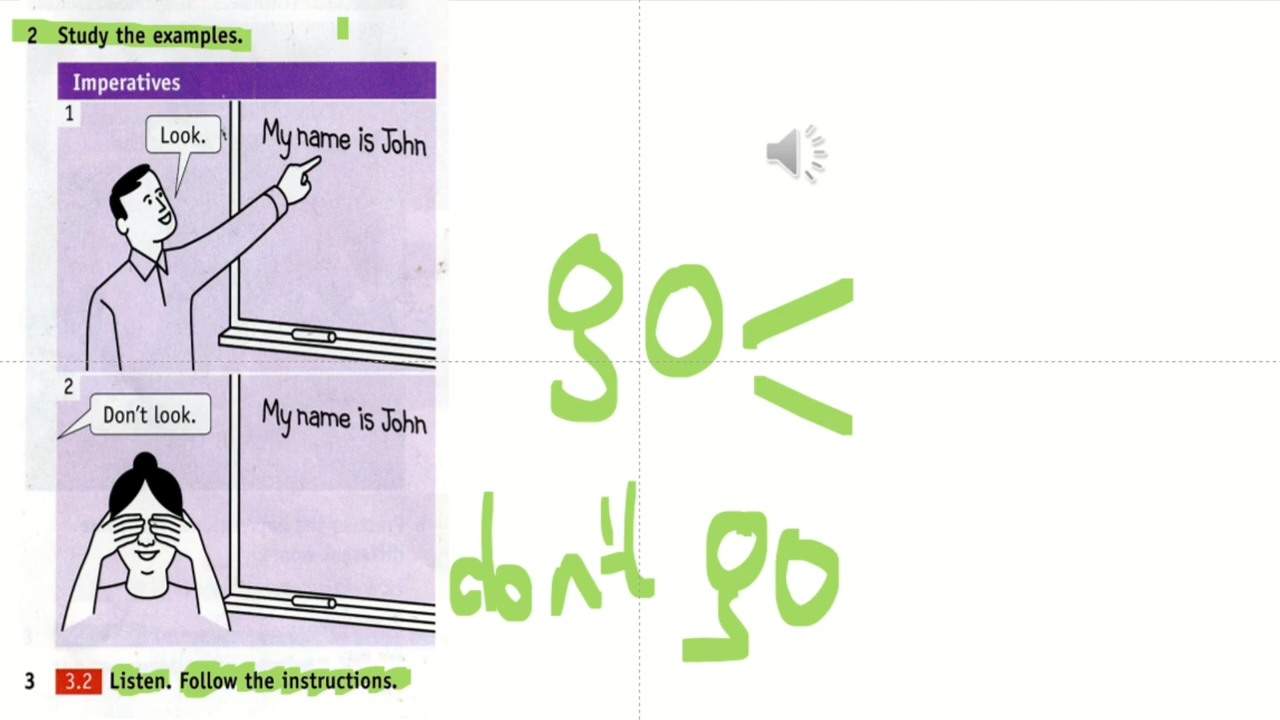 2 Study the examples.
Imperatives
1
Look.
My name is John
2
Don't look.
My name is John
3 3.2 Listen. Follow the instructions.
go
don't go